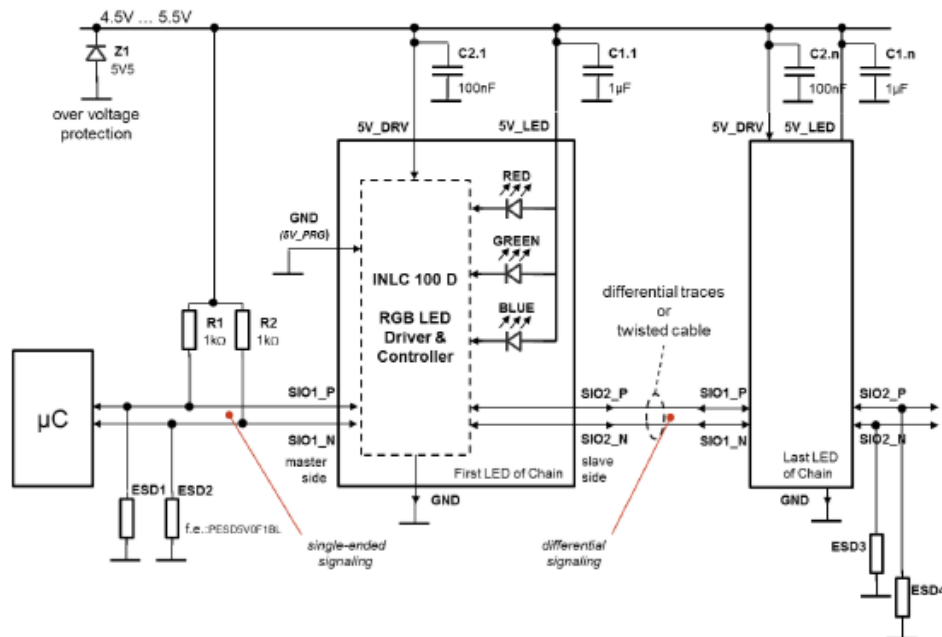 4.5V ... 5.5V
Z1
5V5
over voltage
protection
C2.1
100nF
C1.1
1µF
C2.n
100nF
C1.n
1µF
5V_DRV
5V_LED
5V_DRV
5V_LED
RED
GREEN
BLUE
GND
(5V_PRG)
INLC 100 D
RGB LED
Driver &
Controller
differential traces
or
twisted cable
R1
1kΩ
R2
1kΩ
µC
SIO1_P
SIO1_N
SIO2_P
SIO2_N
SIO1_P
SIO1_N
SIO2_P
SIO2_N
master
side
First LED of Chain
slave
side
Last LED
of Chain
GND
GND
ESD1
ESD2
f.e.:PESD5V0F1BL
single-ended
signaling
differential
signaling
ESD3
ESD4